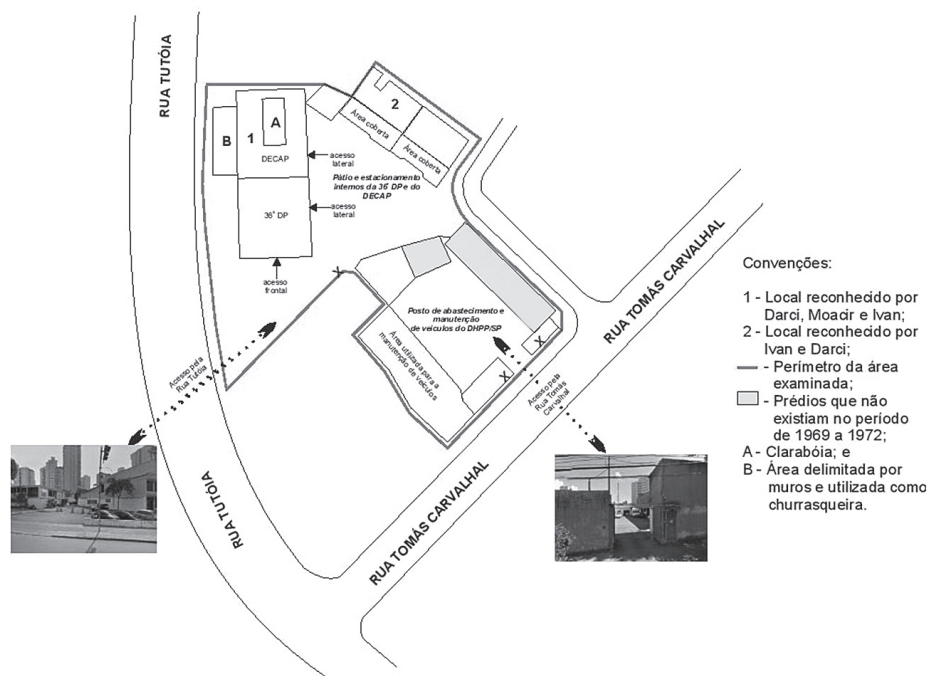 RUA TUTÓIA
B
1
A
DECAP
acesso
lateral
2
Área coberta
Área coberta
Pátio e estacionamento
internos da 36ª DP e do
DECAP
36ª DP
acesso
lateral
acesso
frontal
X
Posto de abastecimento e
manutenção
de veículos do DHPP/SP
Área utilizada para a
manutenção de veículos
X
X
Acesso pela
Rua Tutóia
Acesso pela
Rua Tomás
Carvalhal
RUA TOMÁS CARVALHAL
RUA TUTÓIA
RUA TOMÁS CARVALHAL
Convenções:
1 - Local reconhecido por
Darci, Moacir e Ivan;
2 - Local reconhecido por
Ivan e Darci;
- Perímetro da área
examinada;
- Prédios que não
existiam no período
de 1969 a 1972;
A - Clarabóia; e
B - Área delimitada por
muros e utilizada como
churrasqueira.